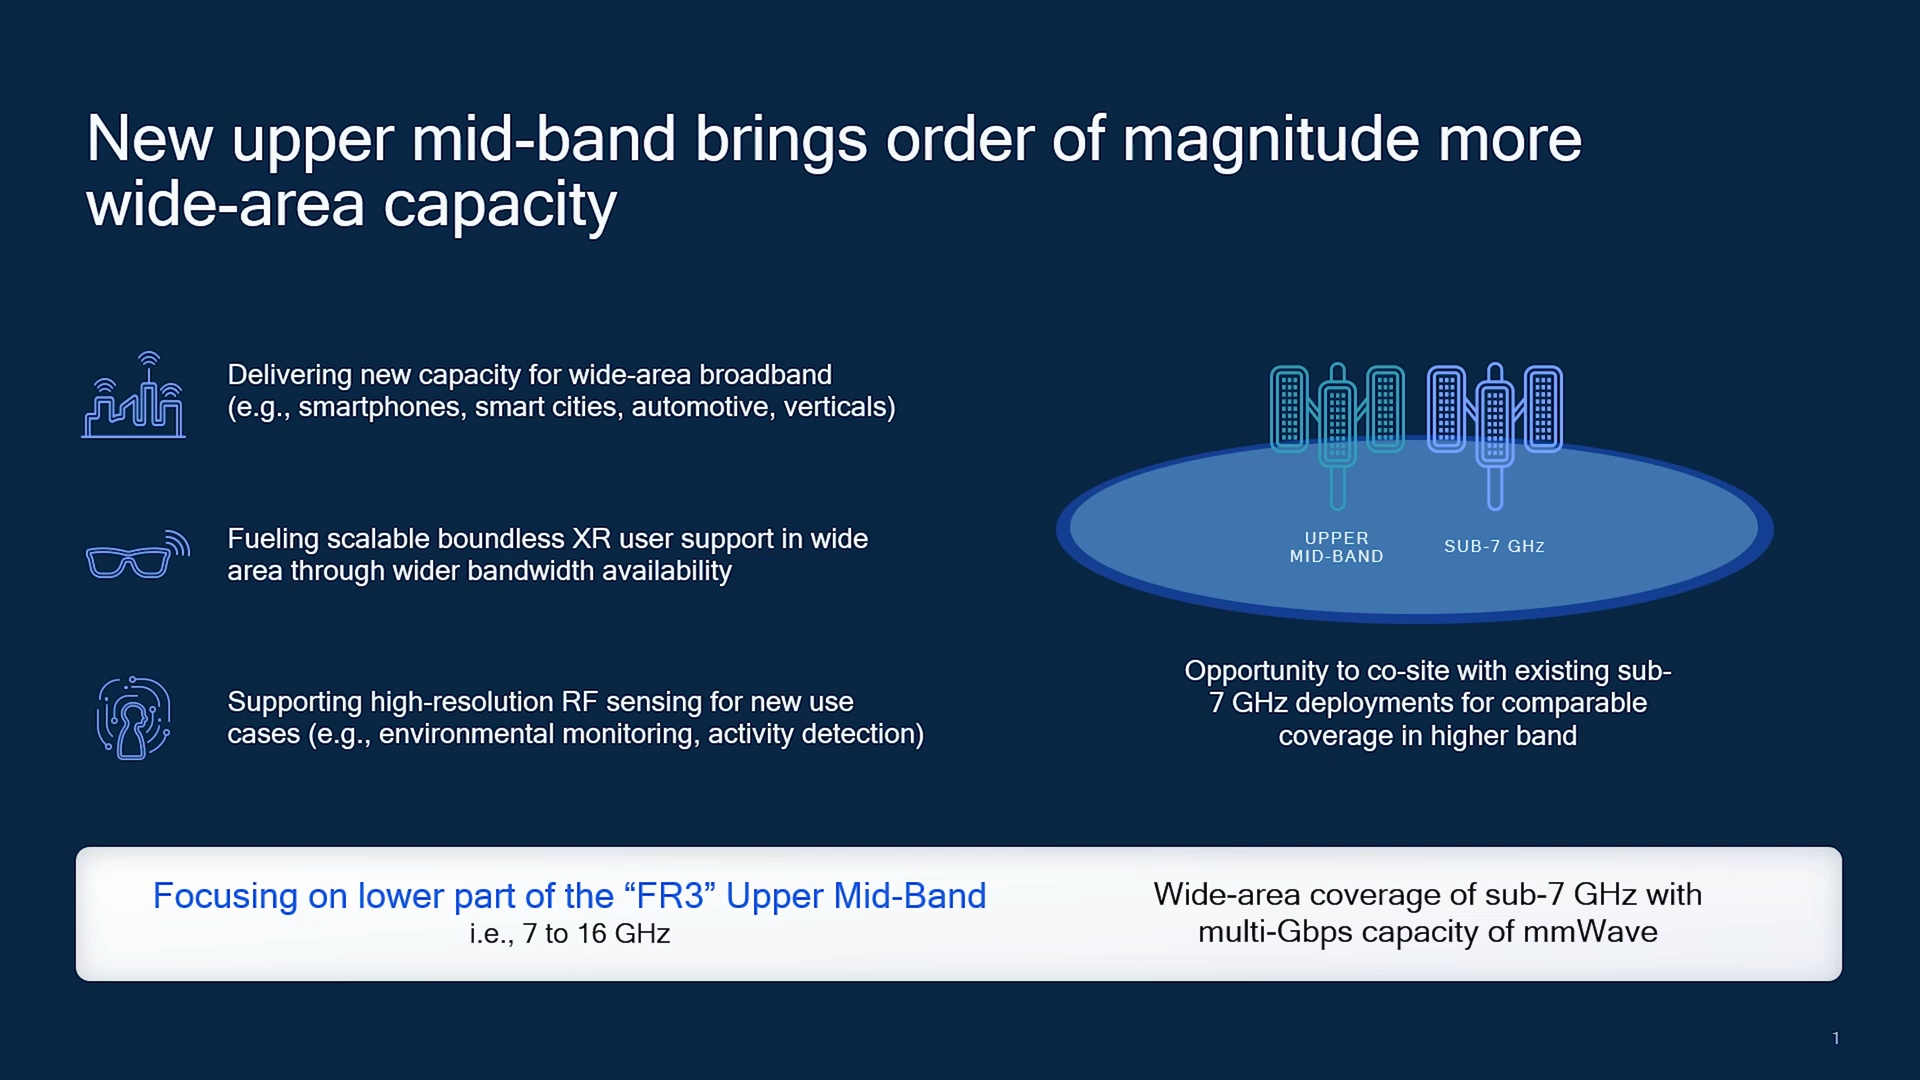 New upper mid-band brings order of magnitude more
wide-area capacity
Delivering new capacity for wide-area broadband
(e.g., smartphones, smart cities, automotive, verticals)
Fueling scalable boundless XR user support in wide
area through wider bandwidth availability
Supporting high-resolution RF sensing for new use
cases (e.g., environmental monitoring, activity detection)
UPPER
MID-BAND
SUB-7 GHz
Opportunity to co-site with existing sub-
7 GHz deployments for comparable
coverage in higher band
Focusing on lower part of the “FR3” Upper Mid-Band
i.e., 7 to 16 GHz
Wide-area coverage of sub-7 GHz with
multi-Gbps capacity of mmWave
1